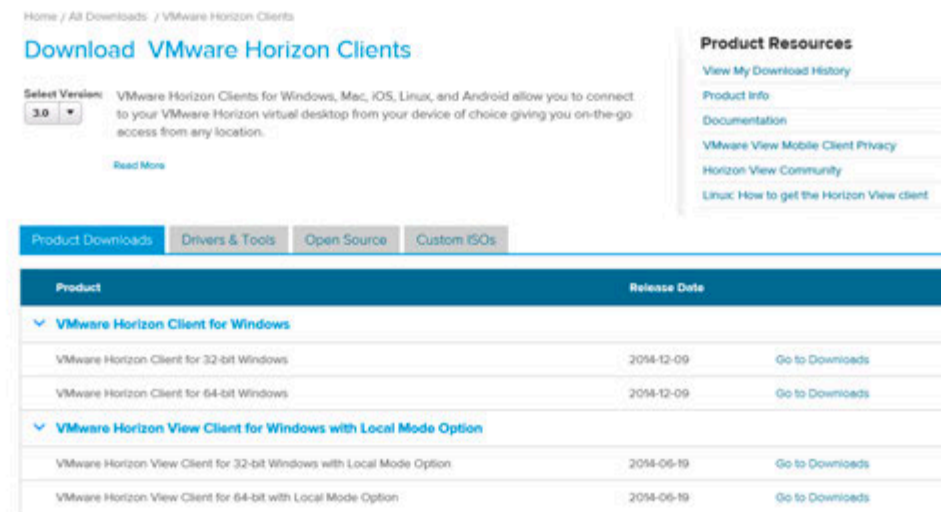 Home / All Downloads / VMware Horizon Clients
Download VMware Horizon Clients
Select Version:
3.0
VMware Horizon Clients for Windows, Mac, iOS, Linux, and Android allow you to connect
to your VMware Horizon virtual desktop from your device of choice giving you on-the-go
access from any location.
Read More
Product Resources
View My Download History
Product Info
Documentation
VMware View Mobile Client Privacy
Horizon View Community
Linux: How to get the Horizon View client
Product Downloads Drivers & Tools Open Source Custom ISOs
Product Release Date
VMware Horizon Client for Windows
VMware Horizon Client for 32-bit Windows 2014-12-09 Go to Downloads
VMware Horizon Client for 64-bit Windows 2014-12-09 Go to Downloads
VMware Horizon View Client for Windows with Local Mode Option
VMware Horizon View Client for 32-bit Windows with Local Mode Option 2014-06-19 Go to Downloads
VMware Horizon View Client for 64-bit with Local Mode Option 2014-06-19 Go to Downloads